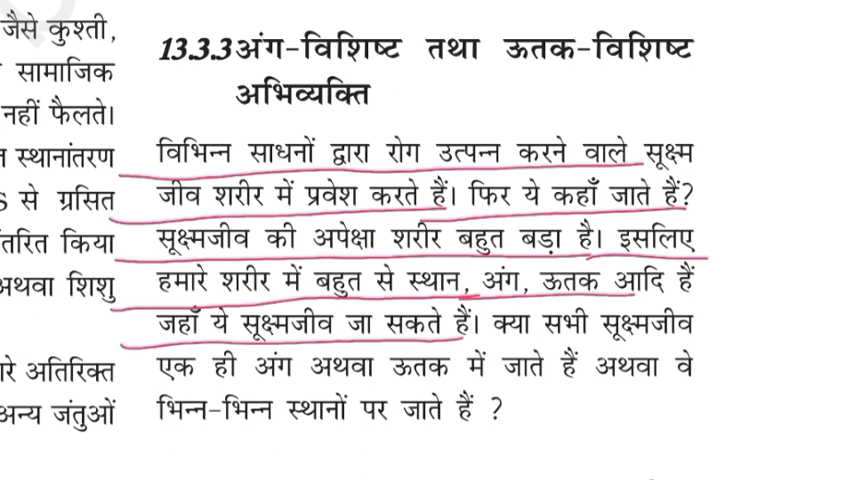 जैसे कुश्ती,
सामाजिक
नहीं फैलते।
स्थानांतरण
से ग्रसित
तरित किया
अथवा शिशु
रे अतिरिक्त
अन्य जंतुओं
13.3.3 अंग-विशिष्ट तथा ऊतक-विशिष्ट
अभिव्यक्ति
विभिन्न साधनों द्वारा रोग उत्पन्न करने वाले सूक्ष्म
जीव शरीर में प्रवेश करते हैं। फिर ये कहाँ जाते हैं?
सूक्ष्मजीव की अपेक्षा शरीर बहुत बड़ा है। इसलिए
हमारे शरीर में बहुत से स्थान, अंग, ऊतक आदि हैं
जहाँ ये सूक्ष्मजीव जा सकते हैं। क्या सभी सूक्ष्मजीव
एक ही अंग अथवा ऊतक में जाते हैं अथवा वे
भिन्न-भिन्न स्थानों पर जाते हैं ?